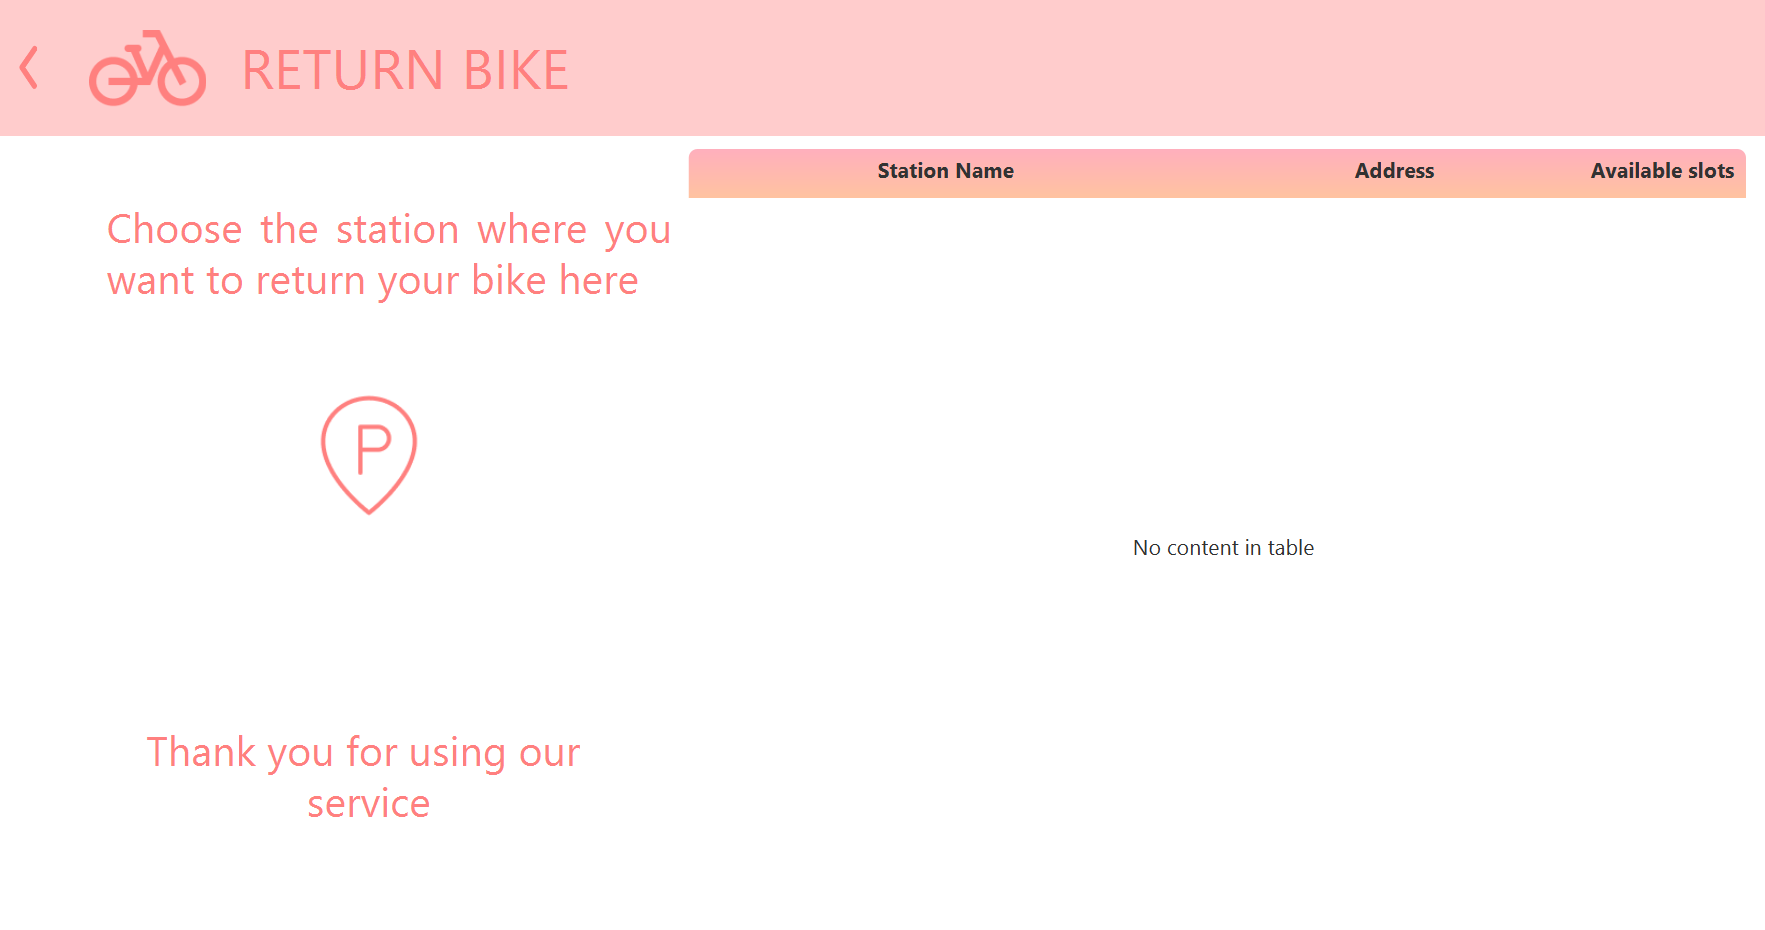 RETURN BIKE
Station Name Address Available slots
Choose the station where you
want to return your bike here
P
No content in table
Thank you for using our
service